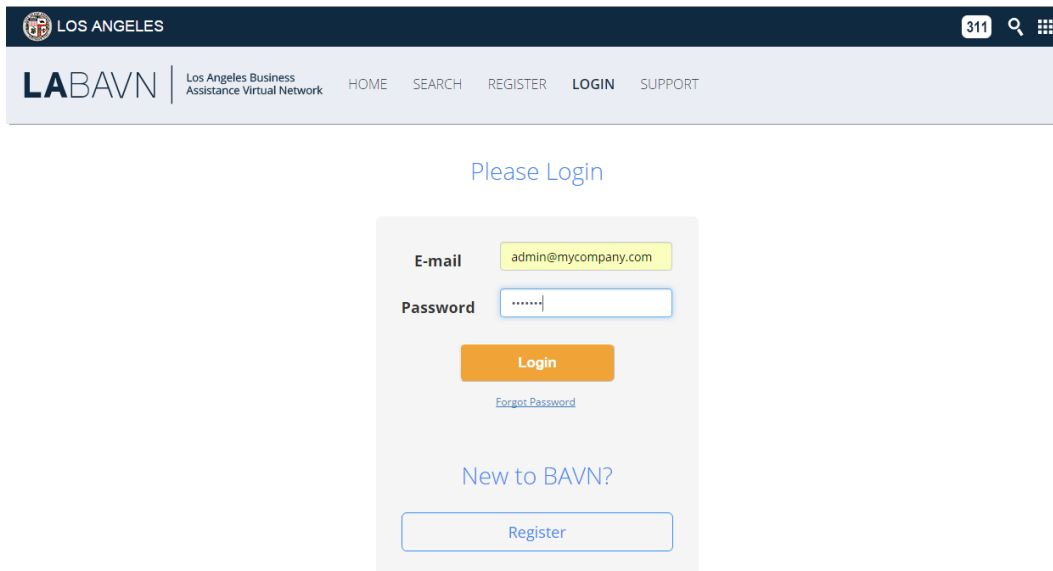 LOS ANGELES
311
LABAVN
Los Angeles Business
Assistance Virtual Network
HOME SEARCH REGISTER LOGIN SUPPORT
Please Login
E-mail admin@mycompany.com
Password •••••••
Login
Forgot Password
New to BAVN?
Register